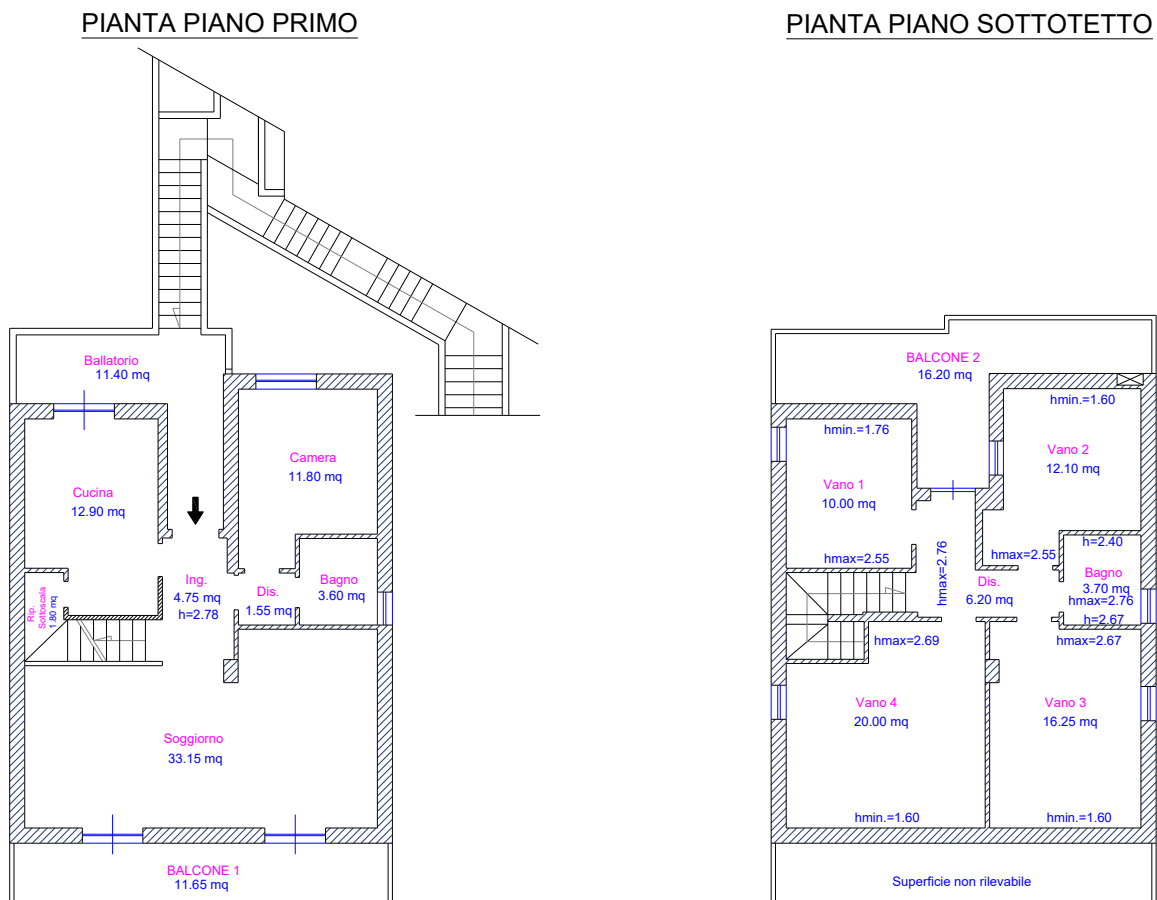 PIANTA PIANO PRIMO
Ballatorio
11.40 mq
Camera
11.80 mq
Cucina
12.90 mq
Ing.
4.75 mq
h=2.78
Dis.
1.55 mq
Bagno
3.60 mq
Rip.
Sottoscala
1.80 mq
Soggiorno
33.15 mq
BALCONE 1
11.65 mq
PIANTA PIANO SOTTOTETTO
BALCONE 2
16.20 mq
hmin.=1.60
hmin.=1.76
Vano 2
12.10 mq
Vano 1
10.00 mq
h=2.40
hmax=2.55
hmax=2.76
hmax=2.55
Bagno
3.70 mq
hmax=2.76
h=2.67
Dis.
6.20 mq
hmax=2.69
hmax=2.67
Vano 4
20.00 mq
Vano 3
16.25 mq
hmin.=1.60
hmin.=1.60
Superficie non rilevabile